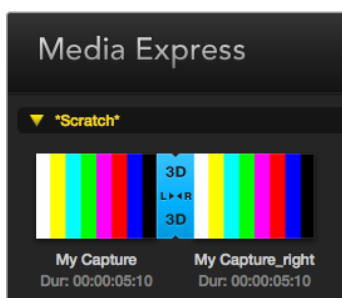 Media Express
*Scratch*
3D
L R
3D
My Capture
My Capture_right
Dur: 00:00:05:10
Dur: 00:00:05:10